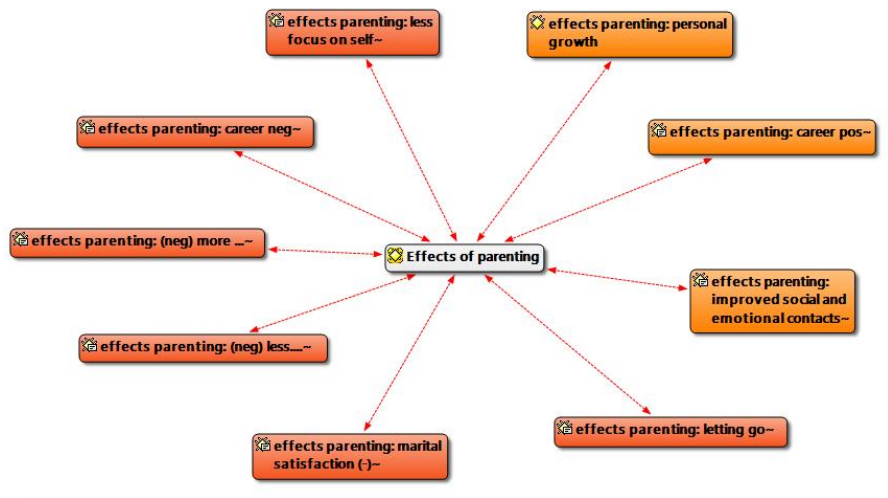 effects parenting: less
focus on self~
effects parenting: personal
growth
effects parenting: career neg~
effects parenting: career pos~
effects parenting: (neg) more ...~
Effects of parenting
effects parenting:
improved social and
emotional contacts~
effects parenting: (neg) less....~
effects parenting: letting go~
effects parenting: marital
satisfaction (-)~